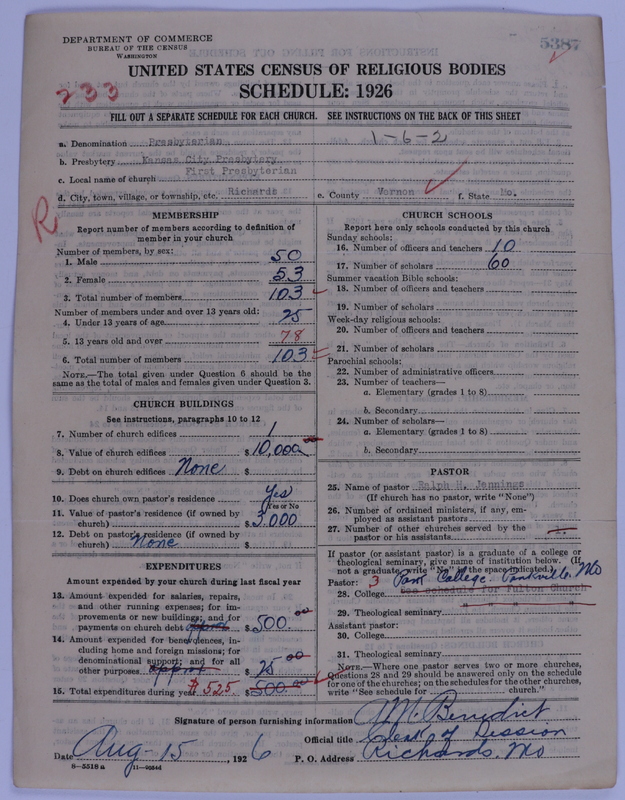 DEPARTMENT OF COMMERCE
BUREAU OF THE CENSUS
WASHINGTON
5387
UNITED STATES CENSUS OF RELIGIOUS BODIES
SCHEDULE: 1926
233
FILL OUT A SEPARATE SCHEDULE FOR EACH CHURCH. SEE INSTRUCTIONS ON THE BACK OF THIS SHEET
a. Denomination Presbyterian 1-6-2
b. Presbytery Kansas City Presbytery
c. Local name of church First Presbyterian
d. City, town, village, or township, etc. Richards e. County Vernon f. State Mo.
R
MEMBERSHIP
Report number of members according to definition of
member in your church
Number of members, by sex:
1. Male 50
2. Female 53
3. Total number of members 103
Number of members under and over 13 years old:
4. Under 13 years of age 25
5. 13 years old and over 78
6. Total number of members 103
NOTE.—The total given under Question 6 should be the
same as the total of males and females given under Question 3.
CHURCH BUILDINGS
See instructions, paragraphs 10 to 12
7. Number of church edifices 1
8. Value of church edifices $10,000
9. Debt on church edifices None $
10. Does church own pastor's residence Yes
Yes or No
11. Value of pastor's residence (if owned by
church) $3,000
12. Debt on pastor's residence (if owned by
church) None $
EXPENDITURES
Amount expended by your church during last fiscal year
13. Amount expended for salaries, repairs,
and other running expenses; for im-
provements or new buildings; and for
payments on church debt approx $500.00
14. Amount expended for benevolences, in-
cluding home and foreign missions; for
denominational support; and for all
other purposes approx $25.00
15. Total expenditures during year $525 $500.00
CHURCH SCHOOLS
Report here only schools conducted by this church
Sunday schools:
16. Number of officers and teachers 10
17. Number of scholars 60
Summer vacation Bible schools:
18. Number of officers and teachers
19. Number of scholars
Week-day religious schools:
20. Number of officers and teachers
21. Number of scholars
Parochial schools:
22. Number of administrative officers
23. Number of teachers—
a. Elementary (grades 1 to 8)
b. Secondary
24. Number of scholars—
a. Elementary (grades 1 to 8)
b. Secondary
PASTOR
25. Name of pastor Ralph H. Jennings
(If church has no pastor, write "None")
26. Number of ordained ministers, if any, em-
ployed as assistant pastors
27. Number of other churches served by the
pastor or his assistants
If pastor (or assistant pastor) is a graduate of a college or
theological seminary, give name of institution below. (If
not a graduate, write "No" in the space indicated.)
Pastor: 3 Park College. Parkville, Mo
28. College See schedule for Fulton Church
29. Theological seminary " " " "
Assistant pastor:
30. College
31. Theological seminary
NOTE.—Where one pastor serves two or more churches,
Questions 28 and 29 should be answered only on the schedule
for one of the churches; on the schedules for the other churches,
write "See schedule for church."
Signature of person furnishing information M. Benedict
Official title Clerk of Session
Date Aug-15, 1926 P. O. Address Richards, Mo
8-5518a 11-90544